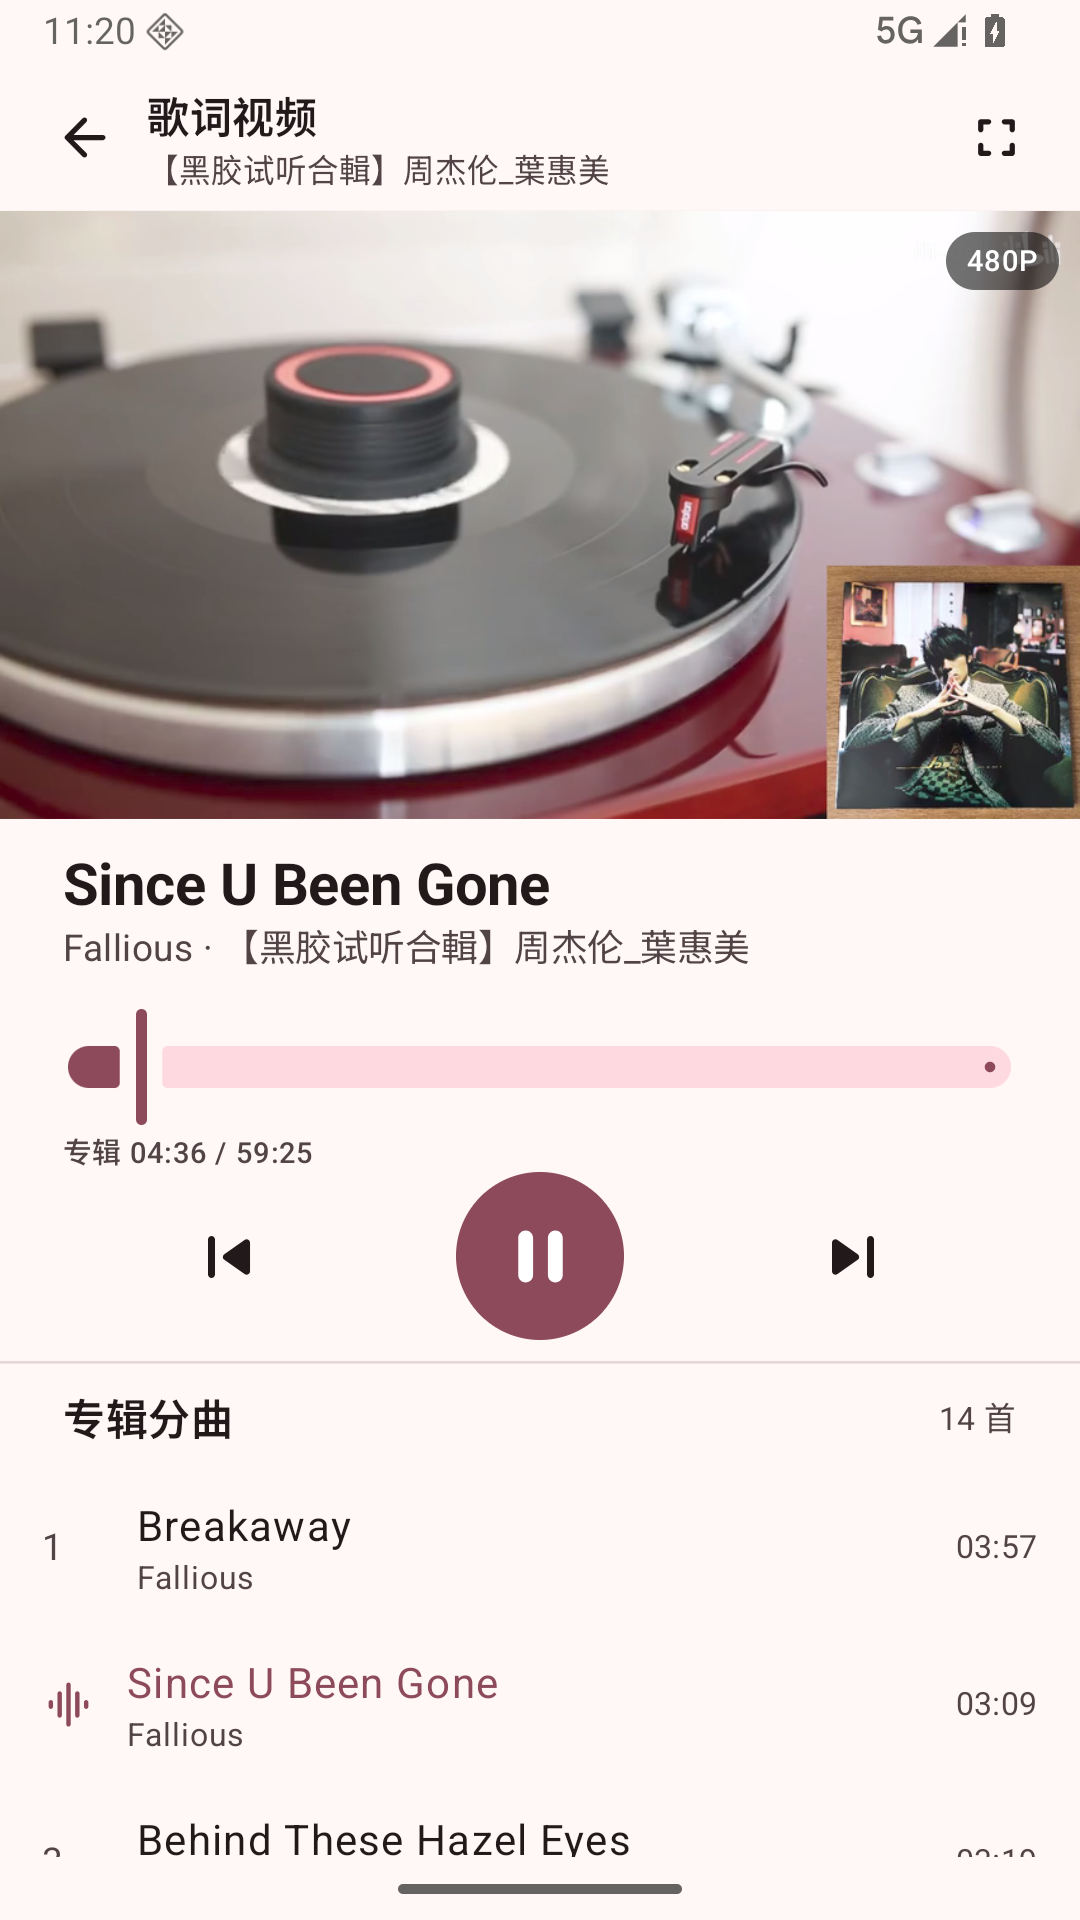 11:20
5G
歌词视频
【黑胶试听合輯】周杰伦_葉惠美
480P
ortofon
Since U Been Gone
Fallious · 【黑胶试听合輯】周杰伦_葉惠美
专辑 04:36 / 59:25
专辑分曲
14 首
1
Breakaway
Fallious
03:57
Since U Been Gone
Fallious
03:09
Behind These Hazel Eyes